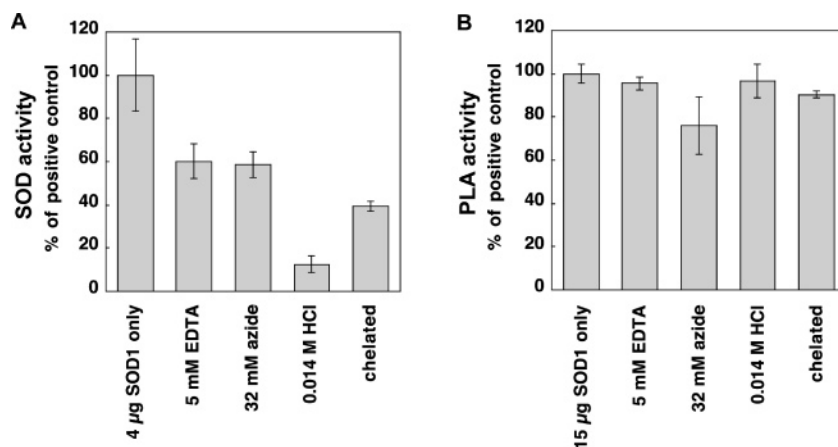 A
SOD activity
% of positive control
120
100
80
60
40
20
0
4 µg SOD1 only
5 mM EDTA
32 mM azide
0.014 M HCl
chelated
B
PLA activity
% of positive control
120
100
80
60
40
20
0
15 µg SOD1 only
5 mM EDTA
32 mM azide
0.014 M HCl
chelated